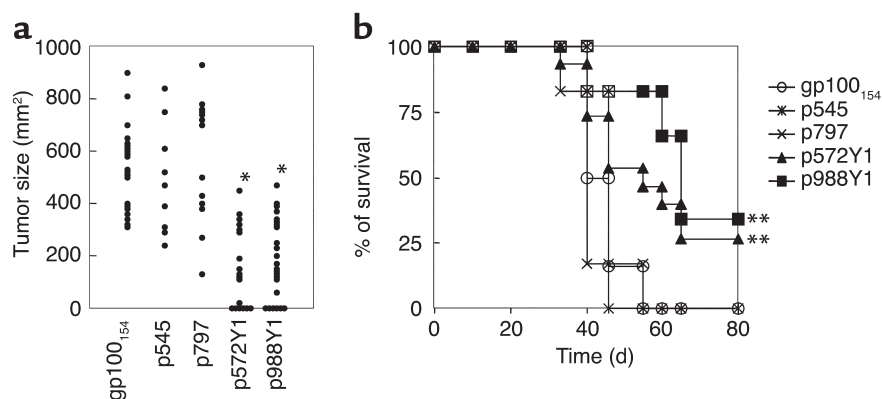 a
Tumor size (mm²)
1000
800
600
400
200
0
*
*
gp100₁₅₄
p545
p797
p572Y1
p988Y1
b
% of survival
100
75
50
25
0
0 20 40 60 80
Time (d)
**
**
gp100₁₅₄
p545
p797
p572Y1
p988Y1